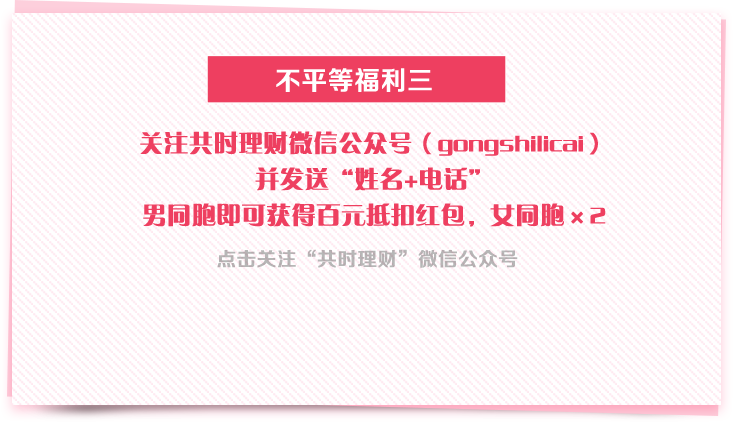 不平等福利三
关注共时理财微信公众号（gongshilicai）
并发送“姓名+电话”
男同胞即可获得百元抵扣红包，女同胞×2
点击关注“共时理财”微信公众号